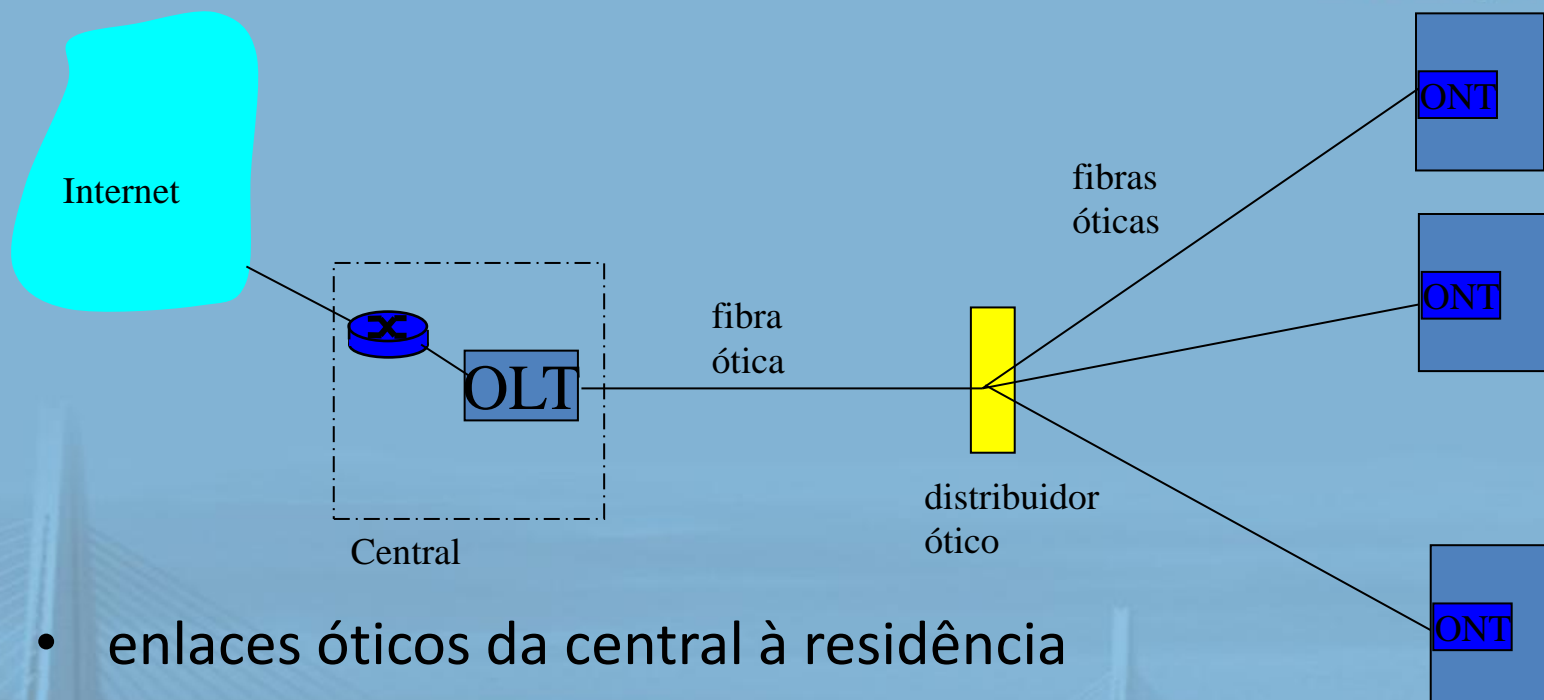 ONT
Internet
fibras
óticas
ONT
fibra
ótica
OLT
distribuidor
ótico
Central
ONT
• enlaces óticos da central à residência